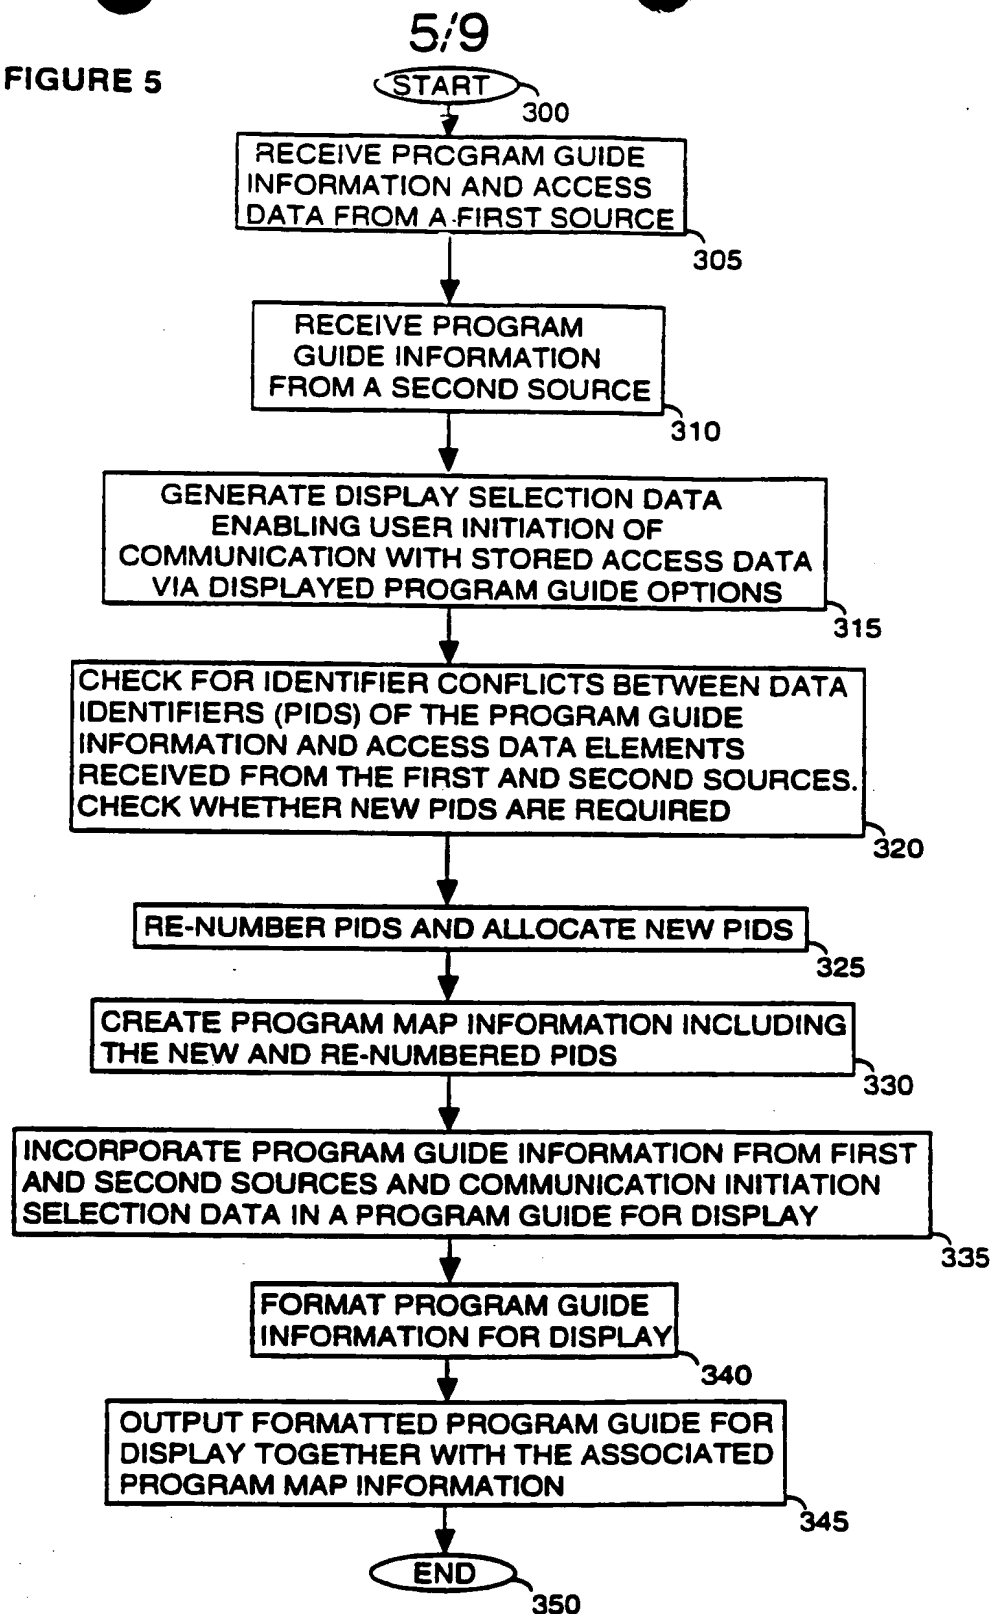 5/9
FIGURE 5
START
300
RECEIVE PROGRAM GUIDE
INFORMATION AND ACCESS
DATA FROM A FIRST SOURCE
305
RECEIVE PROGRAM
GUIDE INFORMATION
FROM A SECOND SOURCE
310
GENERATE DISPLAY SELECTION DATA
ENABLING USER INITIATION OF
COMMUNICATION WITH STORED ACCESS DATA
VIA DISPLAYED PROGRAM GUIDE OPTIONS
315
CHECK FOR IDENTIFIER CONFLICTS BETWEEN DATA
IDENTIFIERS (PIDS) OF THE PROGRAM GUIDE
INFORMATION AND ACCESS DATA ELEMENTS
RECEIVED FROM THE FIRST AND SECOND SOURCES.
CHECK WHETHER NEW PIDS ARE REQUIRED
320
RE-NUMBER PIDS AND ALLOCATE NEW PIDS
325
CREATE PROGRAM MAP INFORMATION INCLUDING
THE NEW AND RE-NUMBERED PIDS
330
INCORPORATE PROGRAM GUIDE INFORMATION FROM FIRST
AND SECOND SOURCES AND COMMUNICATION INITIATION
SELECTION DATA IN A PROGRAM GUIDE FOR DISPLAY
335
FORMAT PROGRAM GUIDE
INFORMATION FOR DISPLAY
340
OUTPUT FORMATTED PROGRAM GUIDE FOR
DISPLAY TOGETHER WITH THE ASSOCIATED
PROGRAM MAP INFORMATION
345
END
350